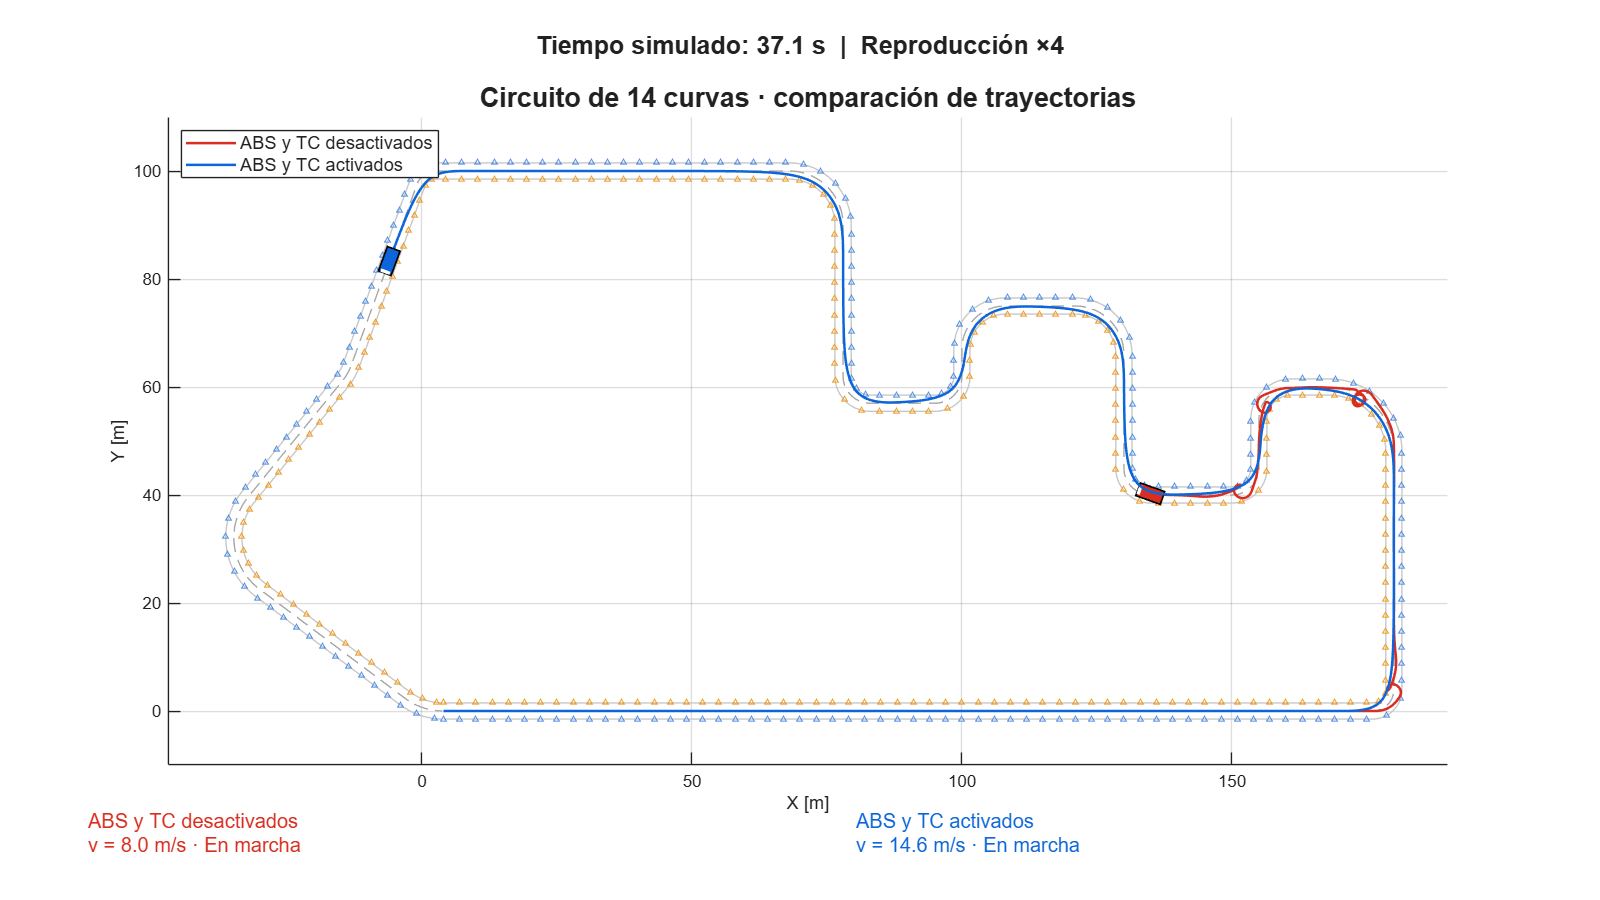 Tiempo simulado: 37.1 s | Reproducción ×4
Circuito de 14 curvas · comparación de trayectorias
ABS y TC desactivados
ABS y TC activados
100
80
60
40
20
0
Y [m]
0
50
100
150
X [m]
ABS y TC desactivados
v = 8.0 m/s · En marcha
ABS y TC activados
v = 14.6 m/s · En marcha